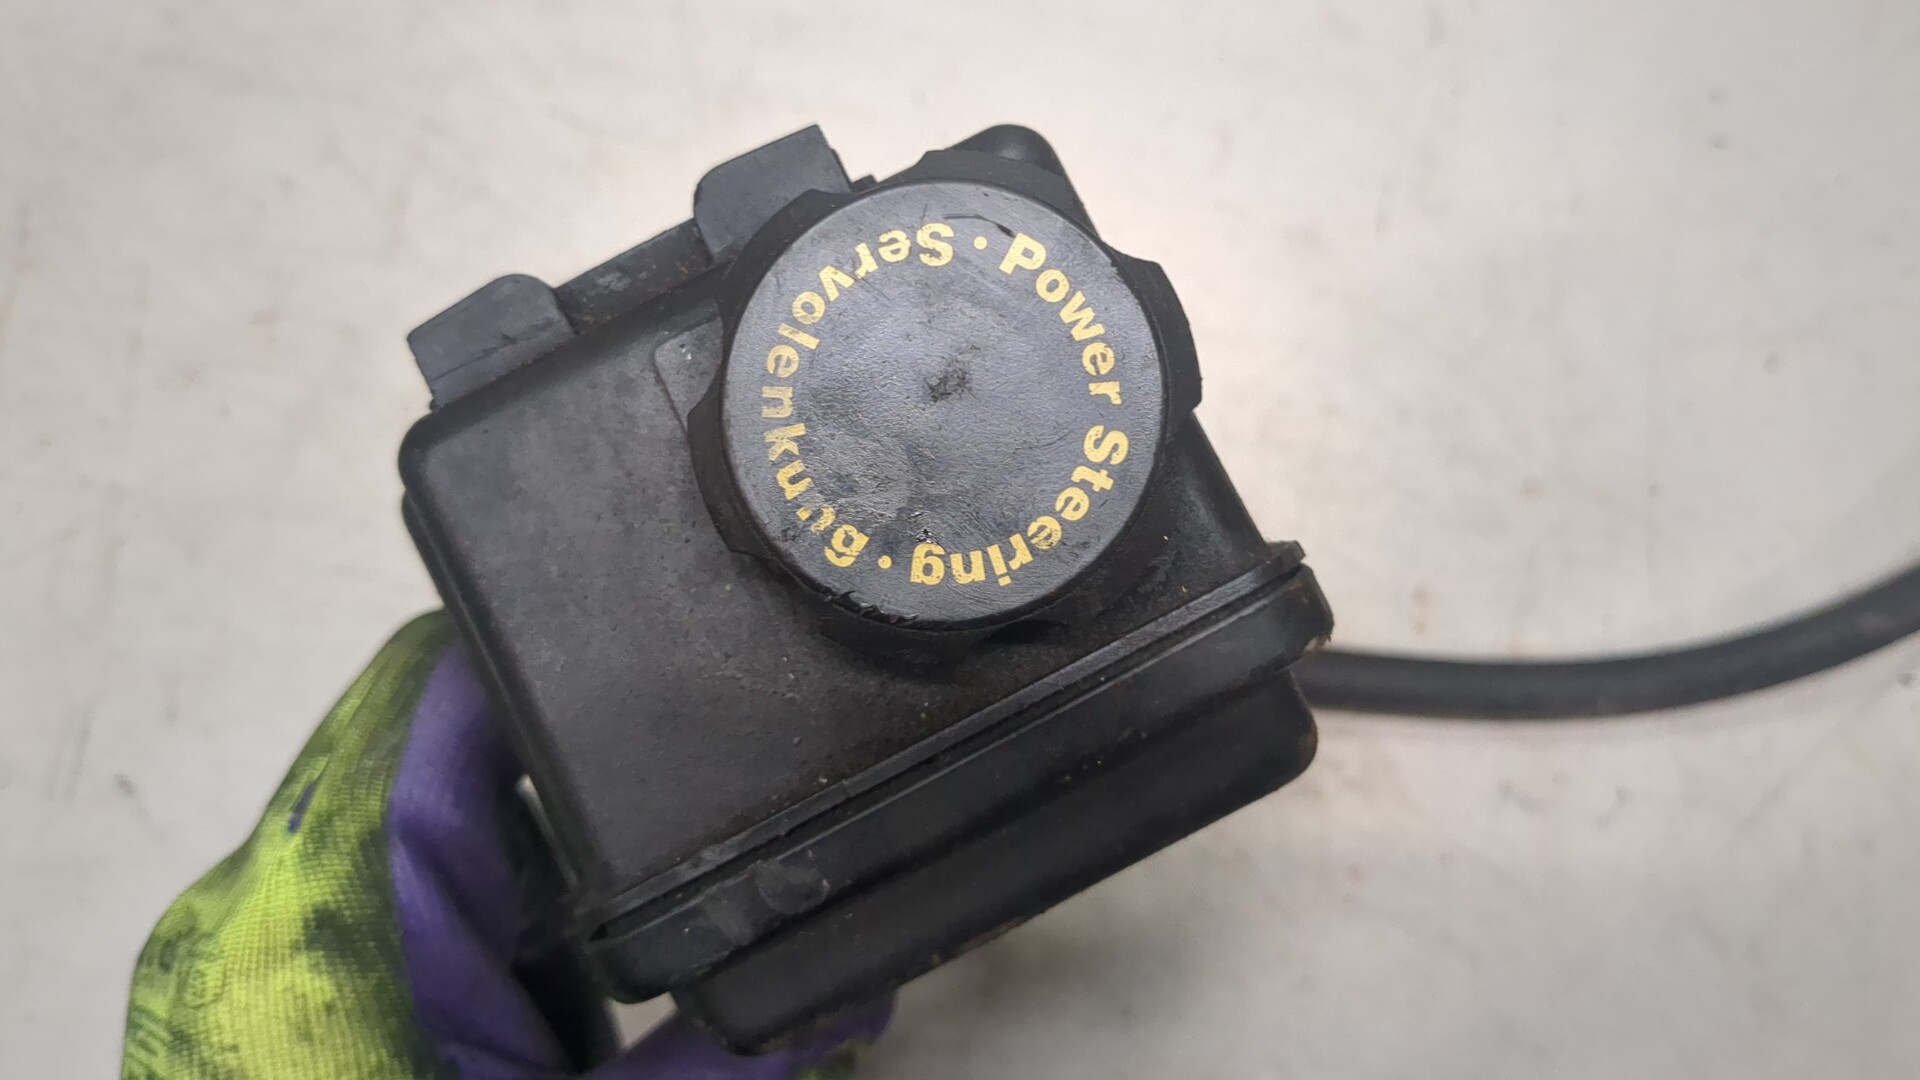 Power Steering ·
Servolenkung ·